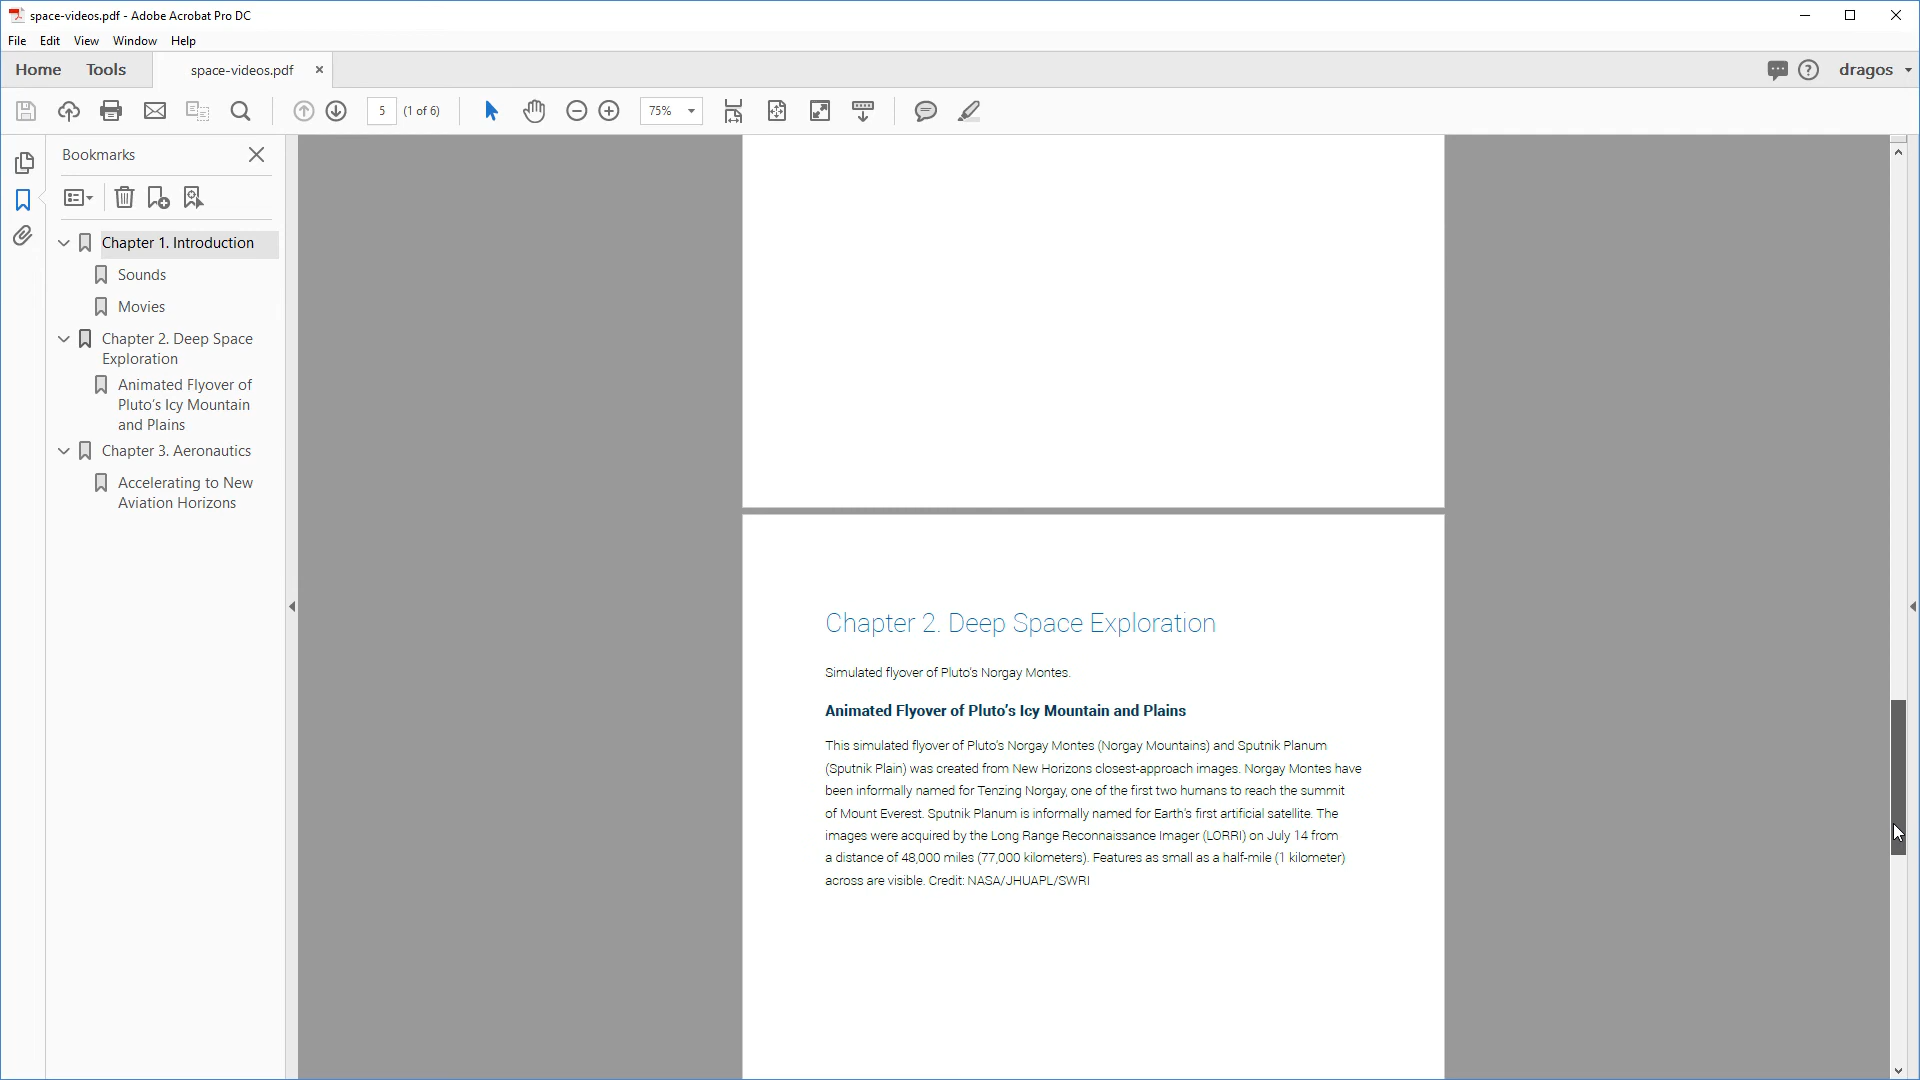 space-videos.pdf - Adobe Acrobat Pro DC
File Edit View Window Help
Home Tools space-videos.pdf × dragos
5 (1 of 6) 75%
Bookmarks
Chapter 1. Introduction
Sounds
Movies
Chapter 2. Deep Space
Exploration
Animated Flyover of
Pluto's Icy Mountain
and Plains
Chapter 3. Aeronautics
Accelerating to New
Aviation Horizons
Chapter 2. Deep Space Exploration
Simulated flyover of Pluto's Norgay Montes.
Animated Flyover of Pluto's Icy Mountain and Plains
This simulated flyover of Pluto's Norgay Montes (Norgay Mountains) and Sputnik Planum
(Sputnik Plain) was created from New Horizons closest-approach images. Norgay Montes have
been informally named for Tenzing Norgay, one of the first two humans to reach the summit
of Mount Everest. Sputnik Planum is informally named for Earth's first artificial satellite. The
images were acquired by the Long Range Reconnaissance Imager (LORRI) on July 14 from
a distance of 48,000 miles (77,000 kilometers). Features as small as a half-mile (1 kilometer)
across are visible. Credit: NASA/JHUAPL/SWRI